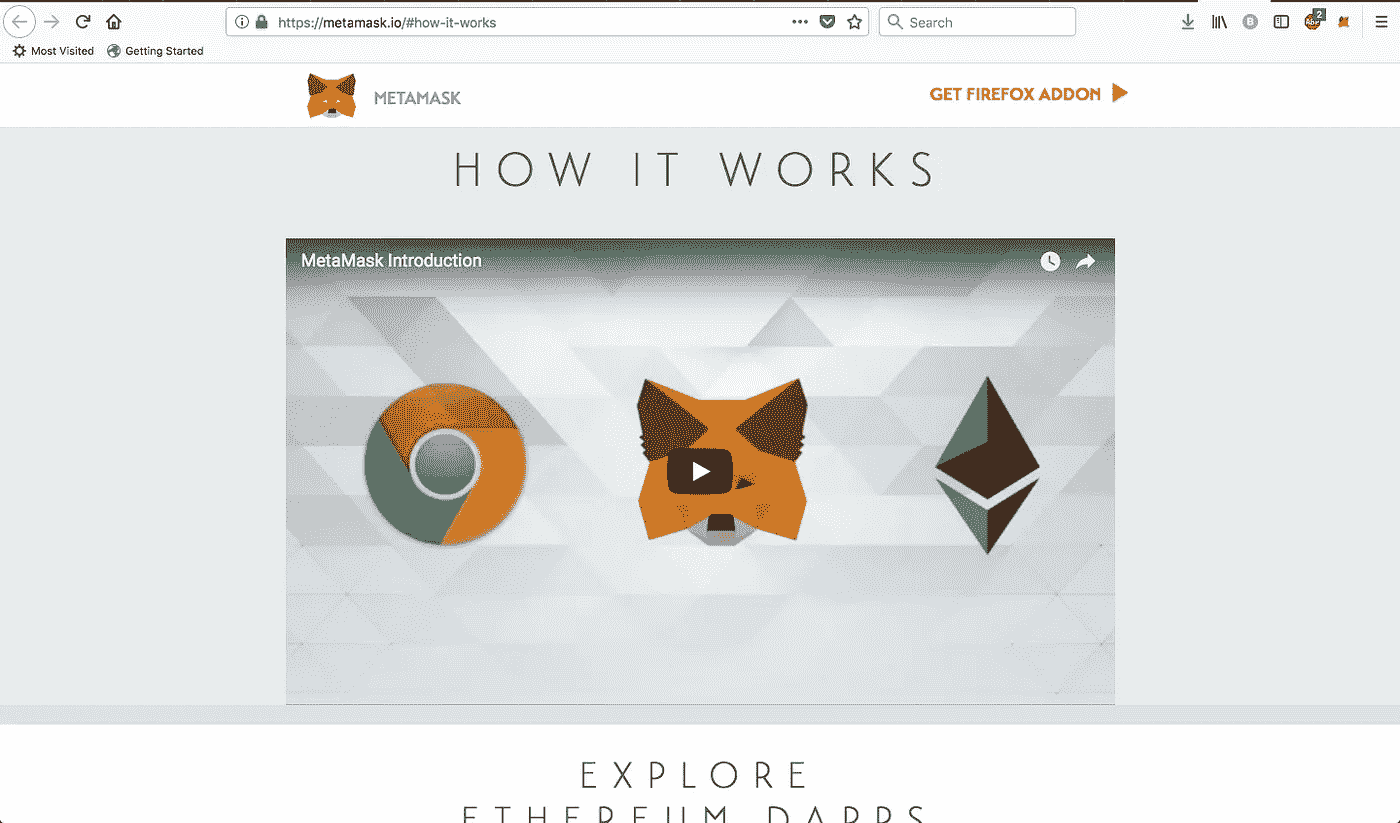 https://metamask.io/#how-it-works
Search
2
Most Visited
Getting Started
METAMASK
GET FIREFOX ADDON
HOW IT WORKS
MetaMask Introduction
EXPLORE
ETHEREUM DAPPS